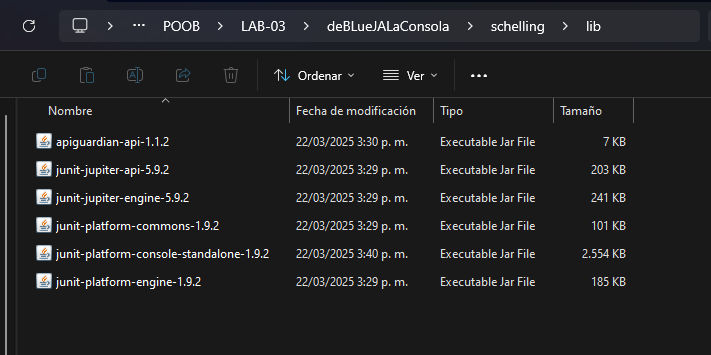 ··· POOB > LAB-03 > deBLueJALaConsola > schelling > lib
Ordenar Ver ···
Nombre Fecha de modificación Tipo Tamaño
apiguardian-api-1.1.2 22/03/2025 3:30 p. m. Executable Jar File 7 KB
junit-jupiter-api-5.9.2 22/03/2025 3:29 p. m. Executable Jar File 203 KB
junit-jupiter-engine-5.9.2 22/03/2025 3:29 p. m. Executable Jar File 241 KB
junit-platform-commons-1.9.2 22/03/2025 3:29 p. m. Executable Jar File 101 KB
junit-platform-console-standalone-1.9.2 22/03/2025 3:40 p. m. Executable Jar File 2.554 KB
junit-platform-engine-1.9.2 22/03/2025 3:29 p. m. Executable Jar File 185 KB